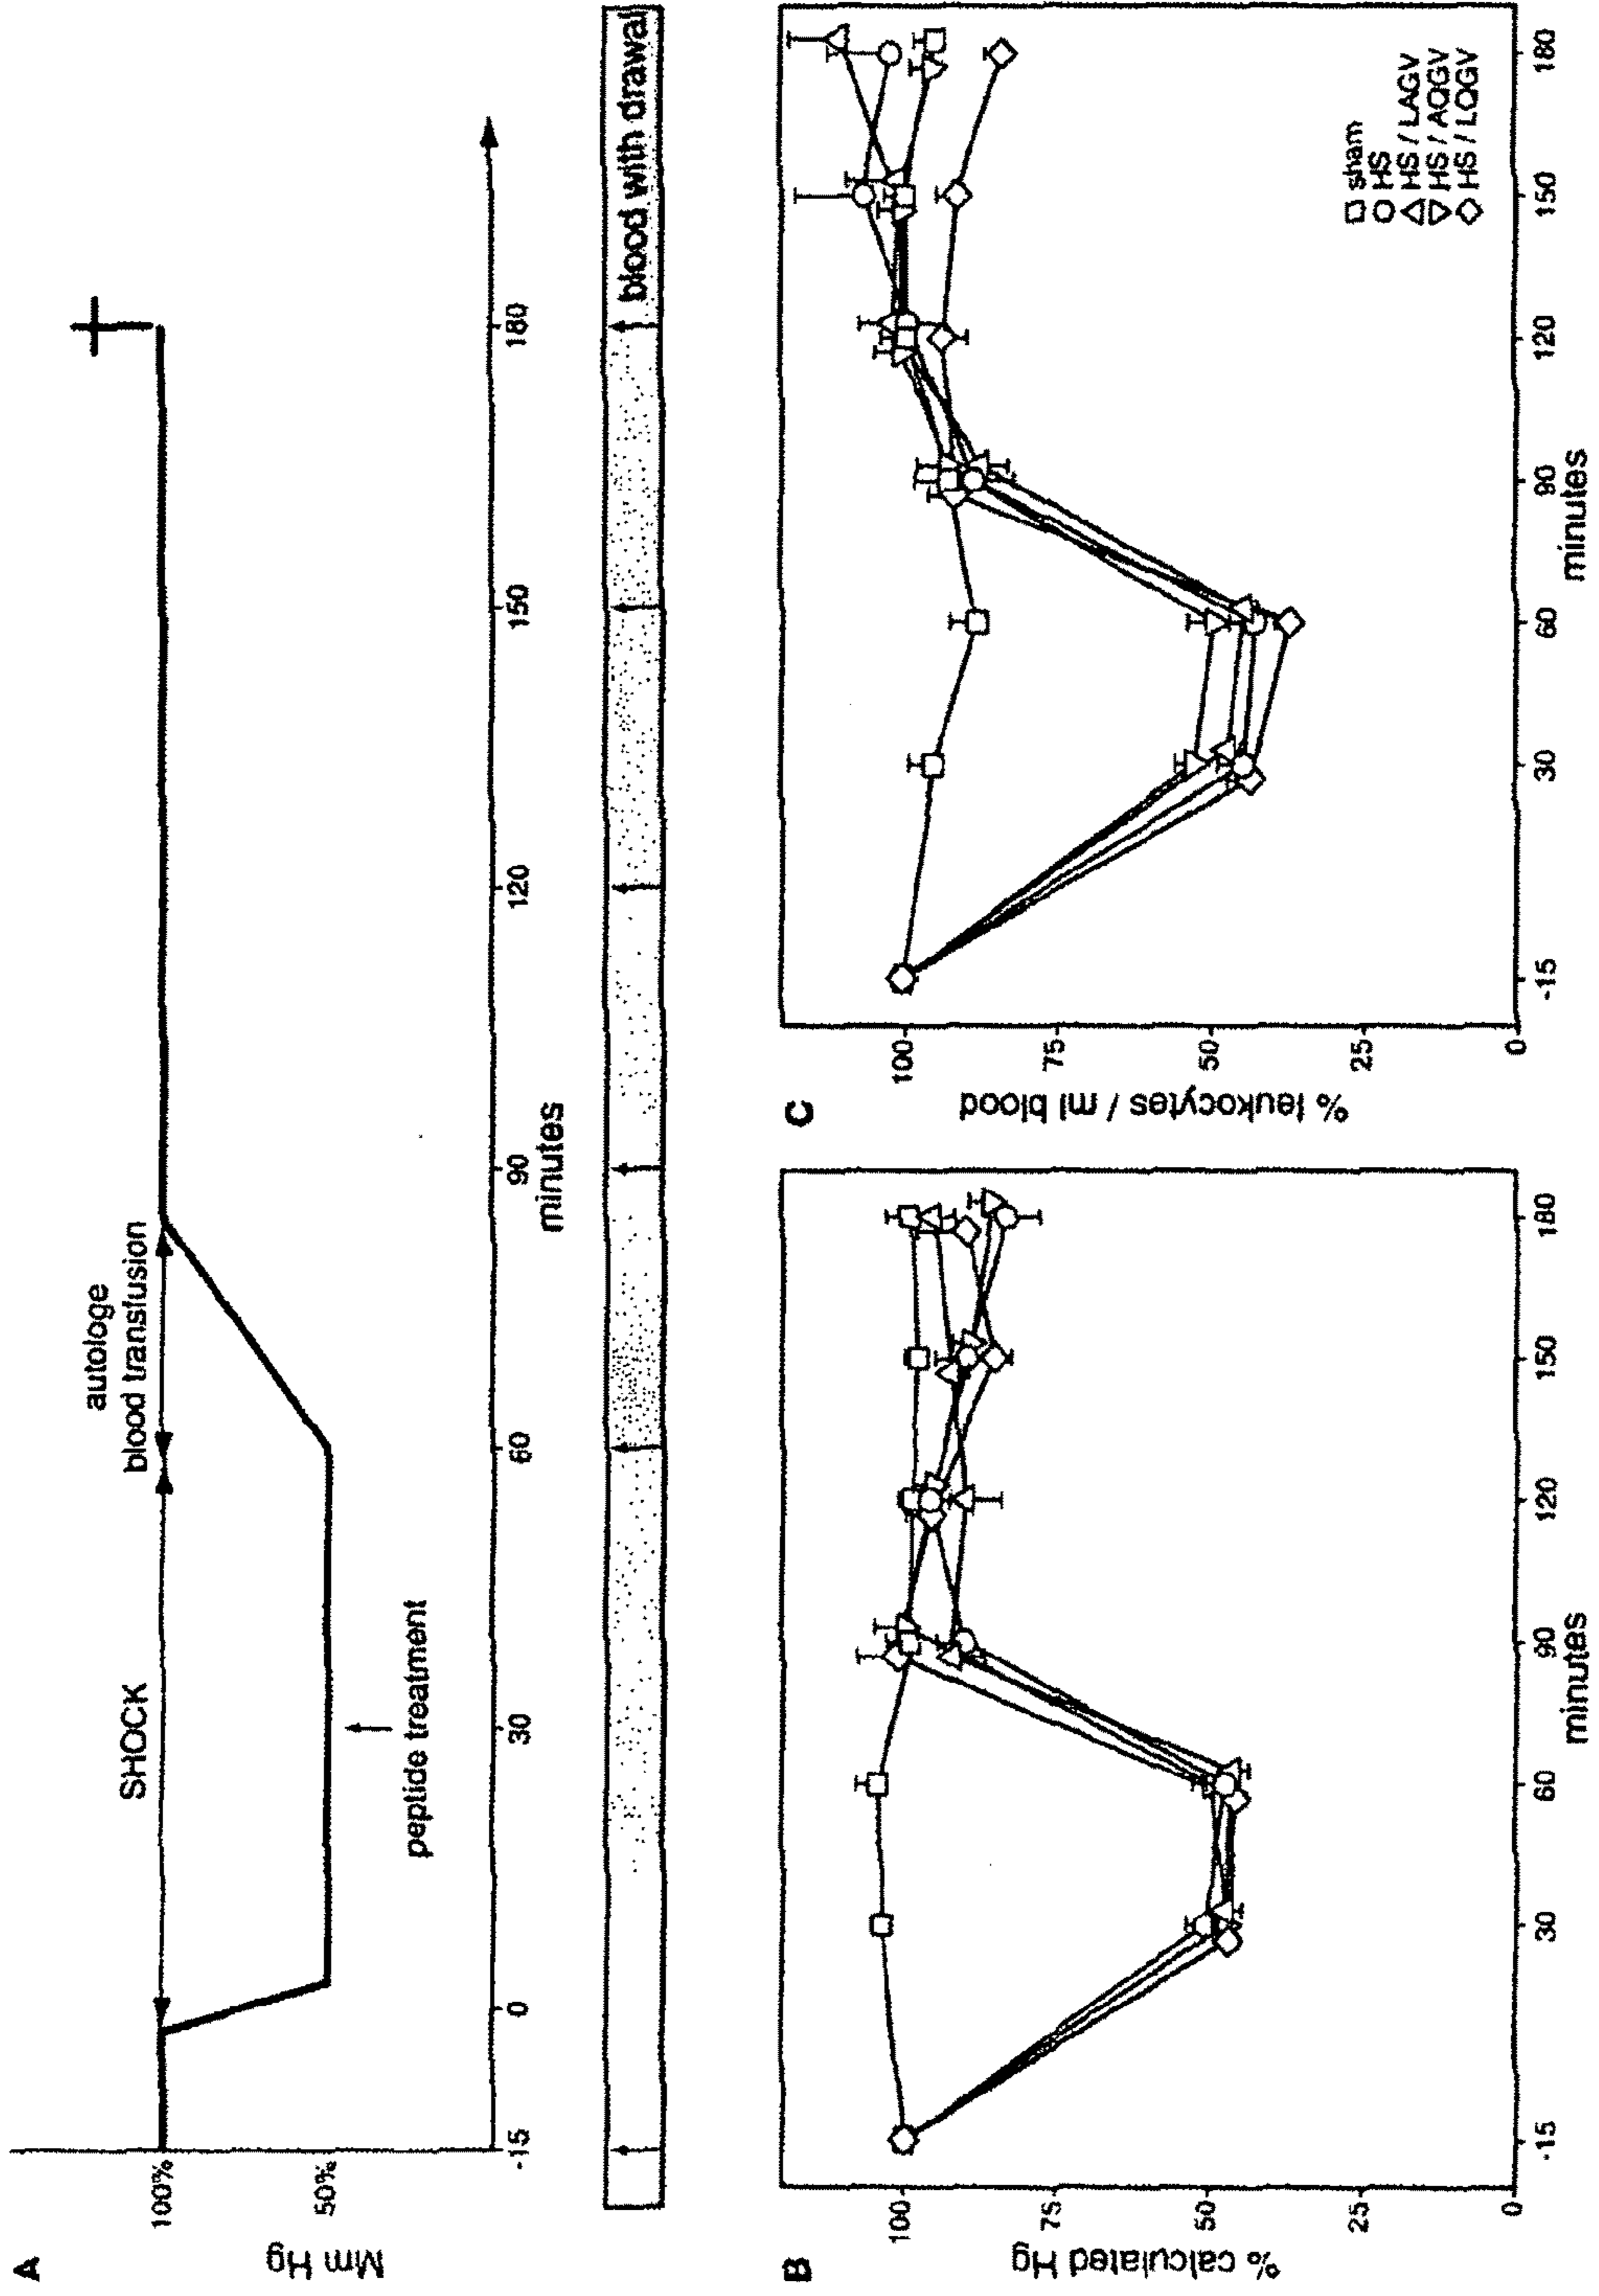 A
Mm Hg
100%
50%
SHOCK
autologe
blood transfusion
peptide treatment
-15
0
30
60
90
120
150
180
minutes
blood with drawal
B
% calculated Hg
100
75
50
25
0
-15
30
60
90
120
150
180
minutes
C
% leukocytes / ml blood
100
75
50
25
0
-15
30
60
90
120
150
180
minutes
sham
HS
HS / LAGV
HS / AQGV
HS / LQGV